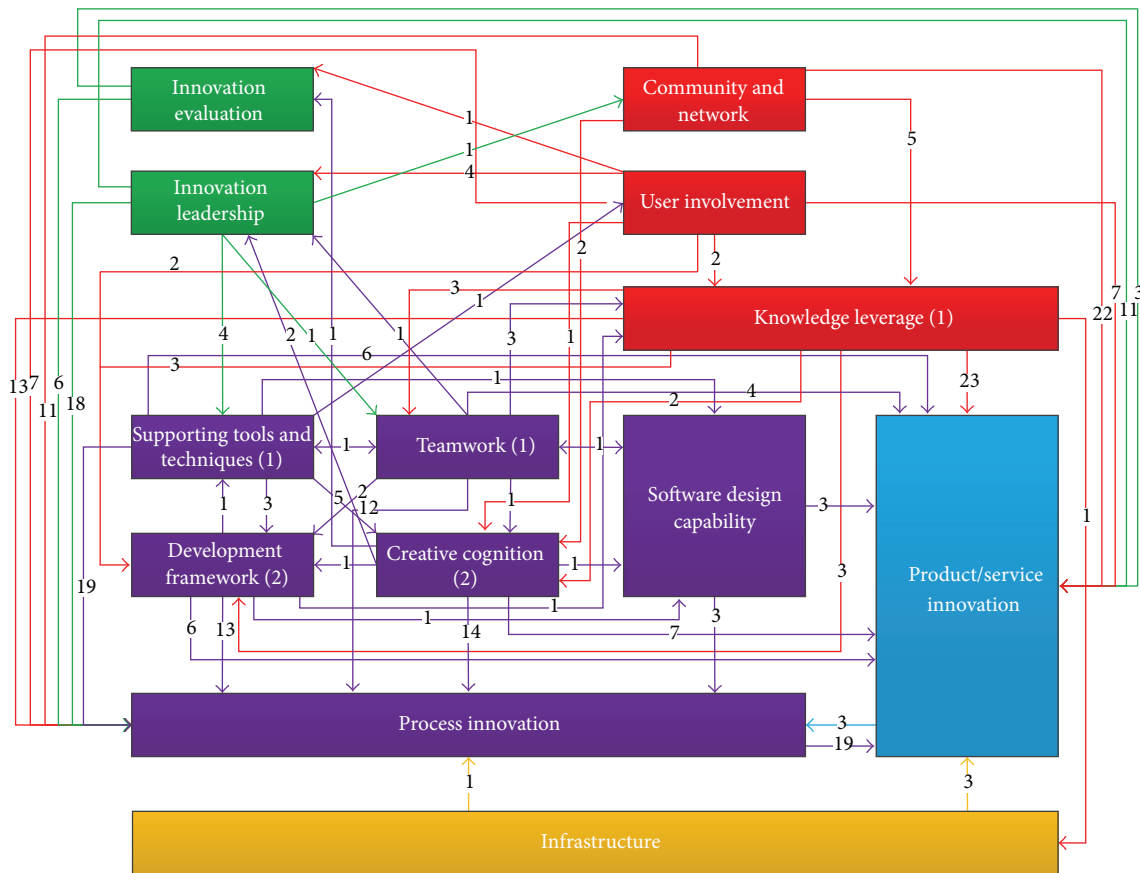 Innovation
evaluation
Community and
network
1
1
5
4
Innovation
leadership
User involvement
2
2
2
3
1
7
3
22
11
Knowledge leverage (1)
4
1
2
1
1
3
1
3
6
23
13
7
11
6
18
1
4
2
Supporting tools and
techniques (1)
1
Teamwork (1)
1
Software design
capability
5
2
12
1
1
3
3
1
Development
framework (2)
1
Creative cognition
(2)
1
3
Product/service
innovation
19
1
1
3
6
13
14
7
Process innovation
3
19
1
3
Infrastructure